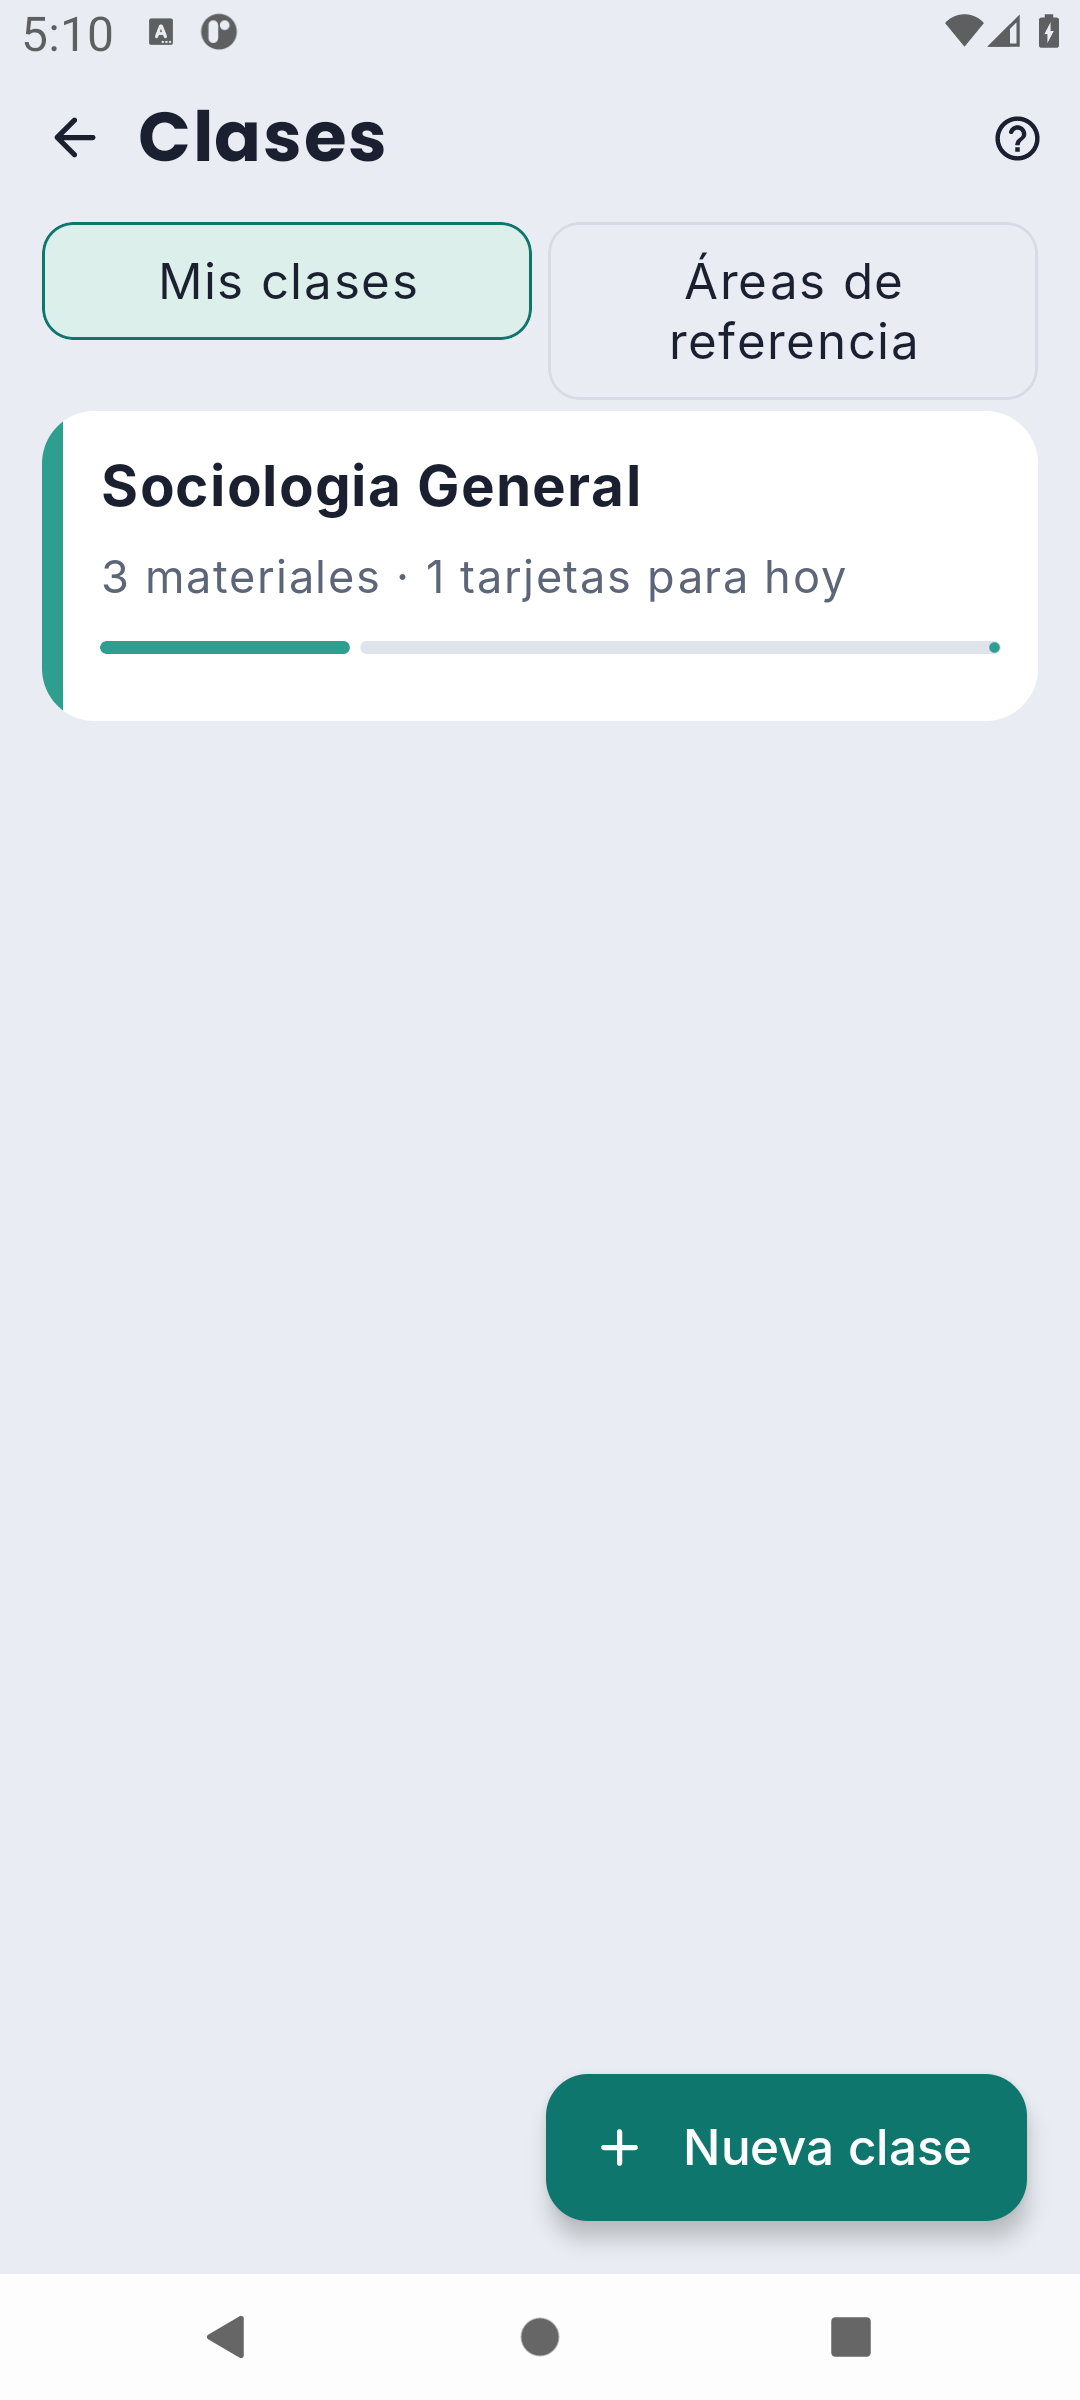 5:10
Clases
Mis clases
Áreas de
referencia
Sociologia General
3 materiales · 1 tarjetas para hoy
+ Nueva clase